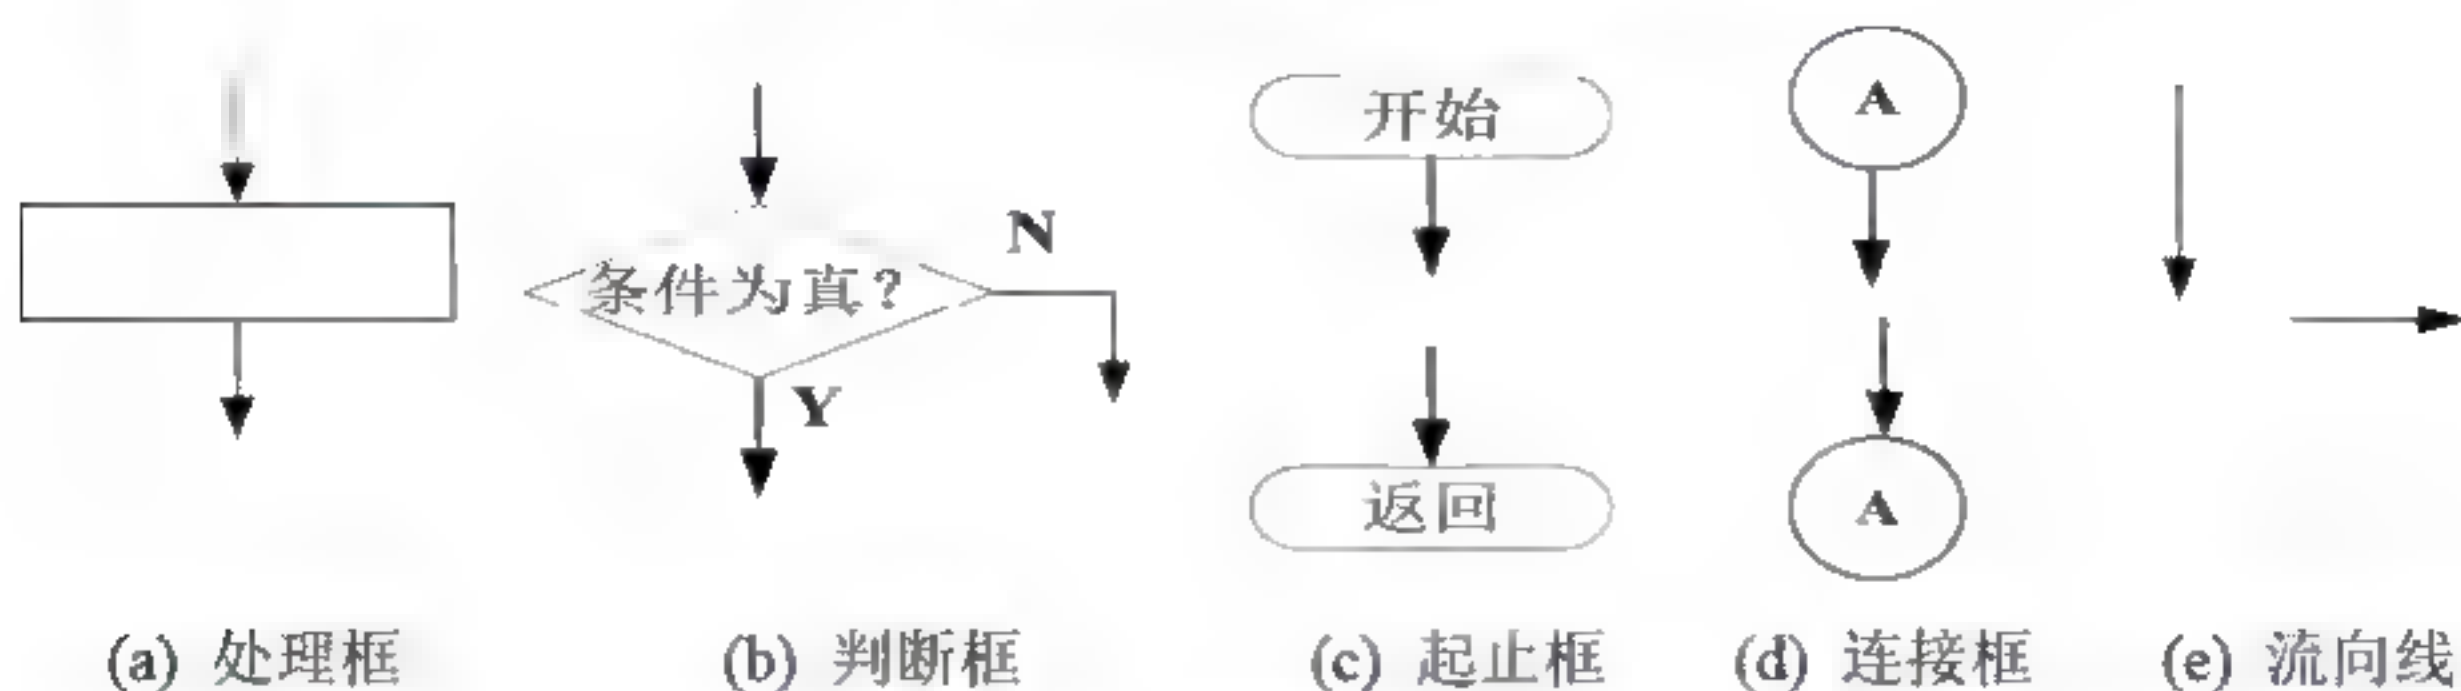 开始
A
N
条件为真?
Y
返回
A
(a) 处理框
(b) 判断框
(c) 起止框
(d) 连接框
(e) 流向线